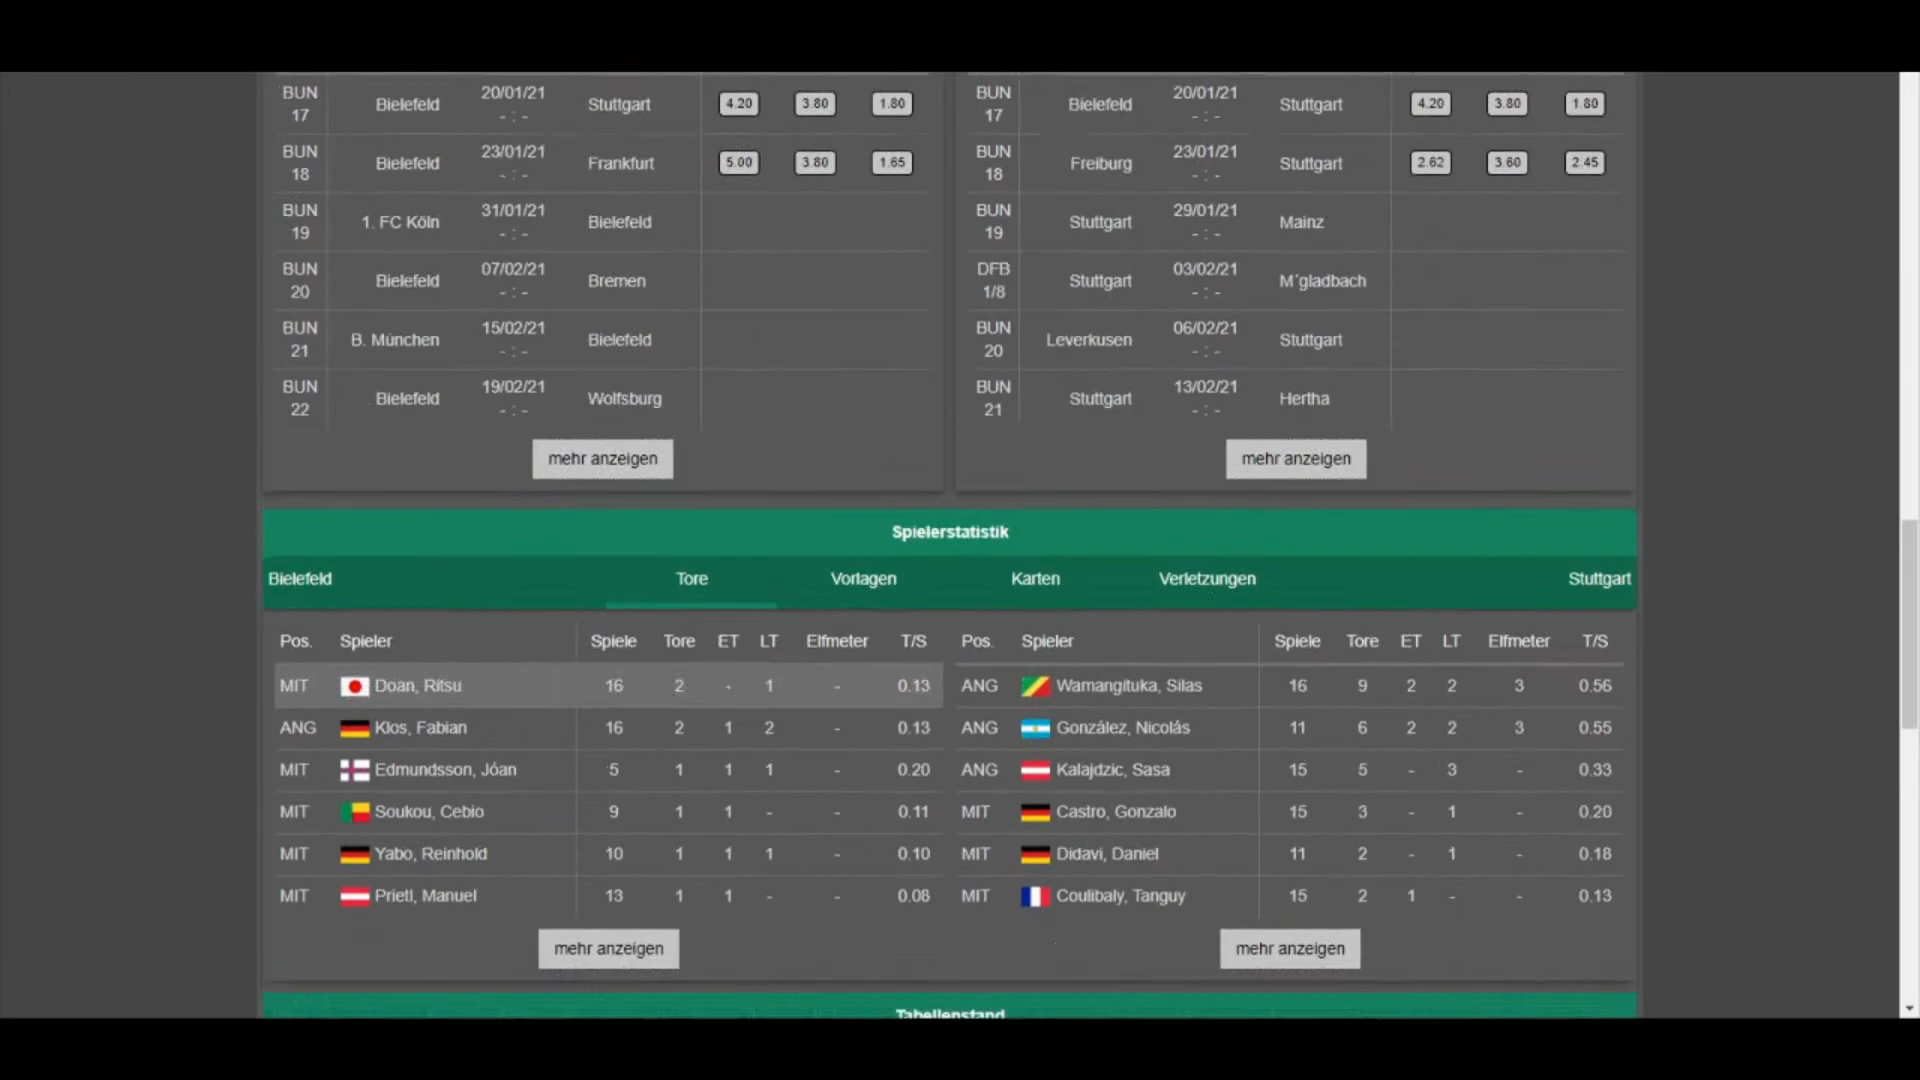 BUN 17 Bielefeld 20/01/21 - : - Stuttgart 4.20 3.80 1.80
BUN 18 Bielefeld 23/01/21 - : - Frankfurt 5.00 3.80 1.65
BUN 19 1. FC Köln 31/01/21 - : - Bielefeld
BUN 20 Bielefeld 07/02/21 - : - Bremen
BUN 21 B. München 15/02/21 - : - Bielefeld
BUN 22 Bielefeld 19/02/21 - : - Wolfsburg
mehr anzeigen
BUN 17 Bielefeld 20/01/21 - : - Stuttgart 4.20 3.80 1.80
BUN 18 Freiburg 23/01/21 - : - Stuttgart 2.62 3.60 2.45
BUN 19 Stuttgart 29/01/21 - : - Mainz
DFB 1/8 Stuttgart 03/02/21 - : - M´gladbach
BUN 20 Leverkusen 06/02/21 - : - Stuttgart
BUN 21 Stuttgart 13/02/21 - : - Hertha
mehr anzeigen
Spielerstatistik
Bielefeld Tore Vorlagen Karten Verletzungen Stuttgart
Pos. Spieler Spiele Tore ET LT Elfmeter T/S
MIT Doan, Ritsu 16 2 - 1 - 0.13
ANG Klos, Fabian 16 2 1 2 - 0.13
MIT Edmundsson, Jóan 5 1 1 1 - 0.20
MIT Soukou, Cebio 9 1 1 - - 0.11
MIT Yabo, Reinhold 10 1 1 1 - 0.10
MIT Prietl, Manuel 13 1 1 - - 0.08
mehr anzeigen
Pos. Spieler Spiele Tore ET LT Elfmeter T/S
ANG Wamangituka, Silas 16 9 2 2 3 0.56
ANG González, Nicolás 11 6 2 2 3 0.55
ANG Kalajdzic, Sasa 15 5 - 3 - 0.33
MIT Castro, Gonzalo 15 3 - 1 - 0.20
MIT Didavi, Daniel 11 2 - 1 - 0.18
MIT Coulibaly, Tanguy 15 2 1 - - 0.13
mehr anzeigen
Tabellenstand